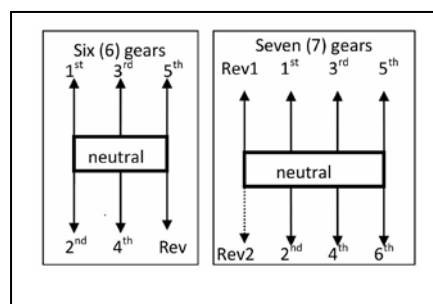 Six (6) gears
1st 3rd 5th
neutral
2nd 4th Rev
Seven (7) gears
Rev1 1st 3rd 5th
neutral
Rev2 2nd 4th 6th